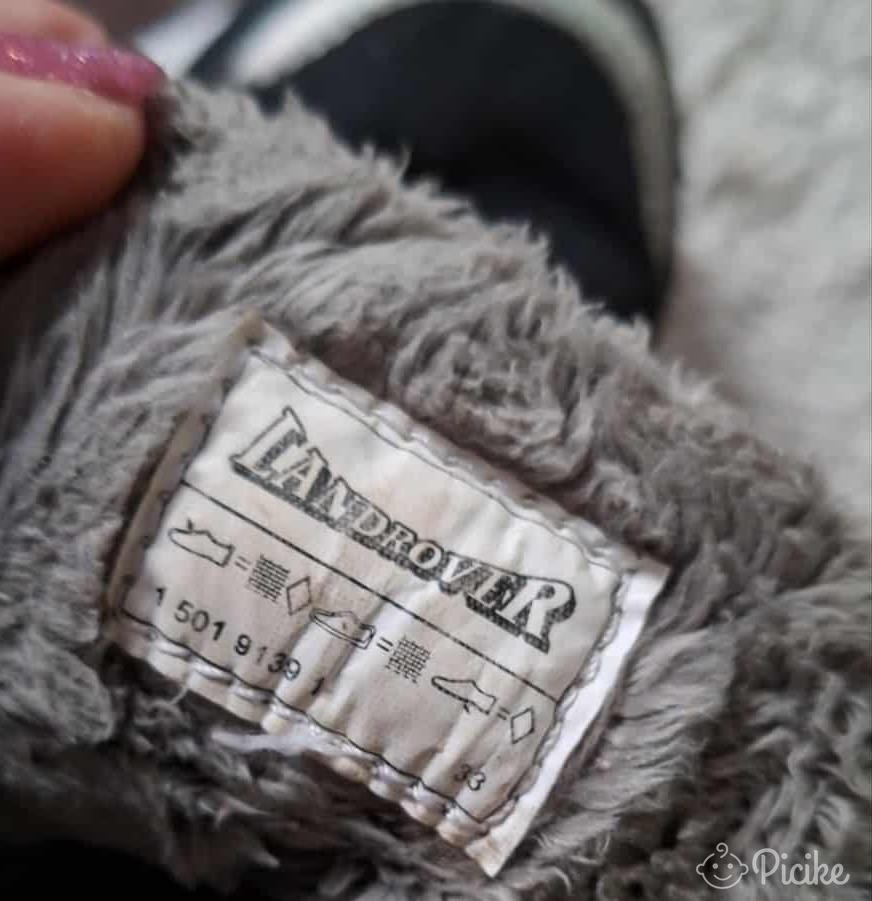 LANDROVER
= =  =
1 501 9139 1
33
Picike